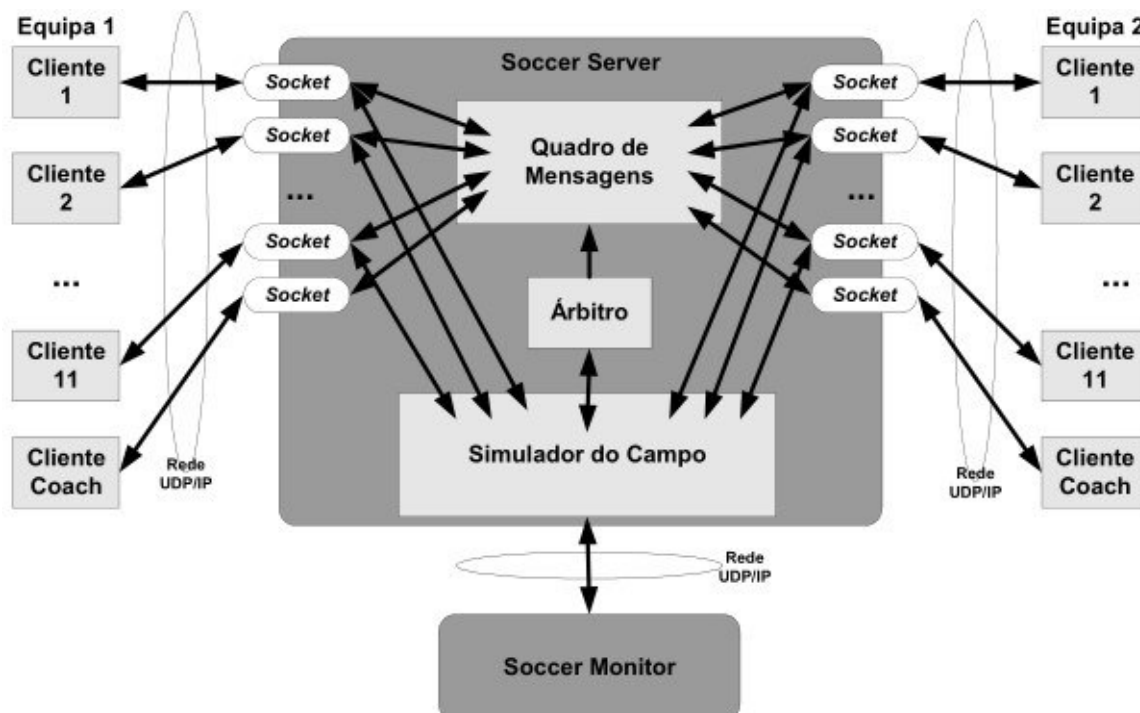 Equipa 1
Equipa 2
Soccer Server
Cliente
1
Socket
Socket
Cliente
1
Cliente
2
Socket
Quadro de
Mensagens
Socket
Cliente
2
...
...
...
Socket
Socket
...
Socket
Árbitro
Socket
Cliente
11
Cliente
11
Cliente
Coach
Rede
UDP/IP
Simulador do Campo
Rede
UDP/IP
Cliente
Coach
Rede
UDP/IP
Soccer Monitor